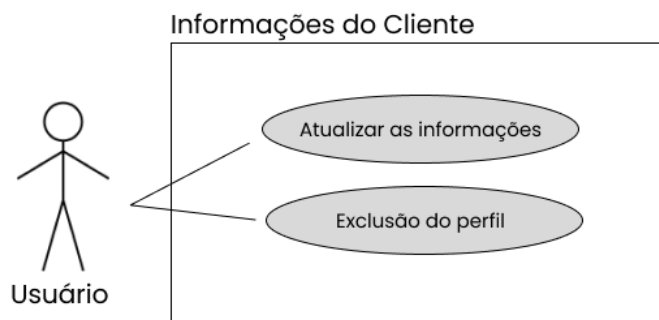 Informações do Cliente
Atualizar as informações
Exclusão do perfil
Usuário